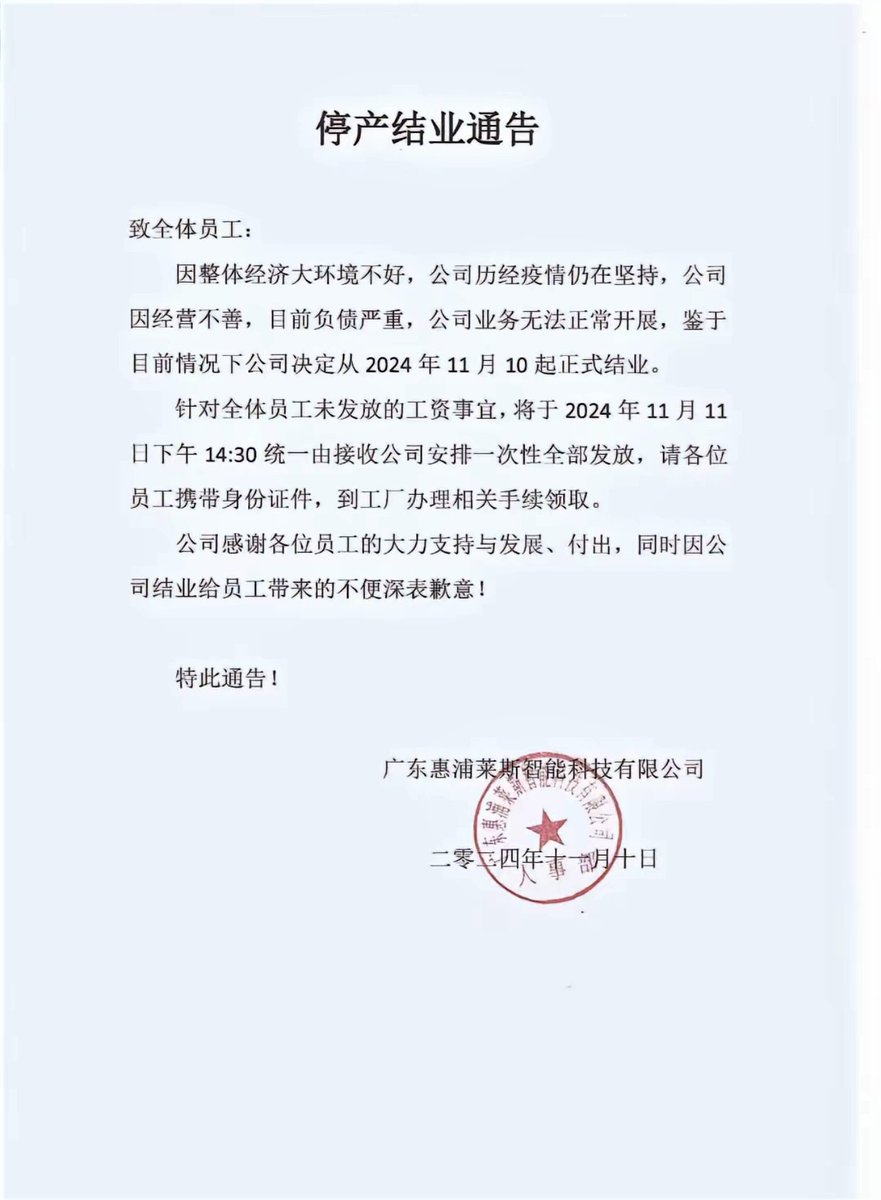 停产结业通告
致全体员工：
因整体经济大环境不好，公司历经疫情仍在坚持，公司
因经营不善，目前负债严重，公司业务无法正常开展，鉴于
目前情况下公司决定从 2024 年 11 月 10 起正式结业。
针对全体员工未发放的工资事宜，将于 2024 年 11 月 11
日下午 14:30 统一由接收公司安排一次性全部发放，请各位
员工携带身份证件，到工厂办理相关手续领取。
公司感谢各位员工的大力支持与发展、付出，同时因公
司结业给员工带来的不便深表歉意！
特此通告！
广东惠浦莱斯智能科技有限公司
广东惠浦莱斯智能科技有限公司
人事部
二零二四年十一月十日